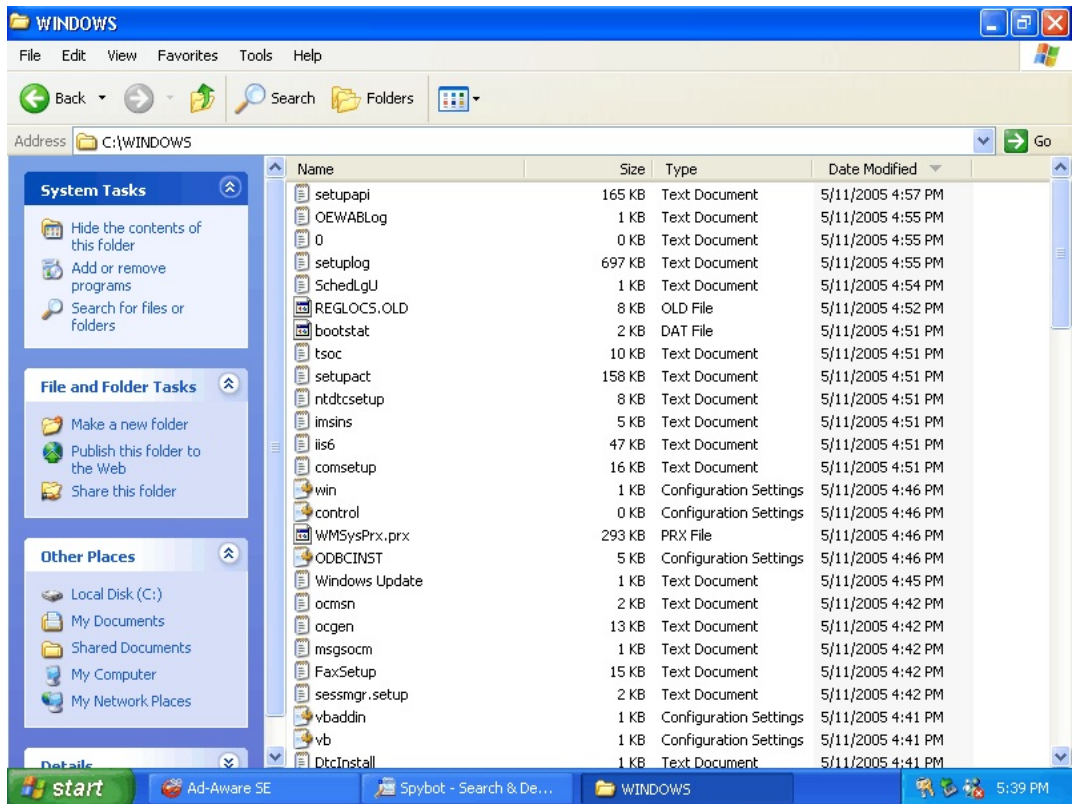 WINDOWS
File Edit View Favorites Tools Help
Back Search Folders
Address C:\WINDOWS Go
System Tasks
Hide the contents of
this folder
Add or remove
programs
Search for files or
folders
File and Folder Tasks
Make a new folder
Publish this folder to
the Web
Share this folder
Other Places
Local Disk (C:)
My Documents
Shared Documents
My Computer
My Network Places
Details
Name Size Type Date Modified
setupapi 165 KB Text Document 5/11/2005 4:57 PM
OEWABLog 1 KB Text Document 5/11/2005 4:55 PM
0 0 KB Text Document 5/11/2005 4:55 PM
setuplog 697 KB Text Document 5/11/2005 4:55 PM
SchedLgU 1 KB Text Document 5/11/2005 4:54 PM
REGLOCS.OLD 8 KB OLD File 5/11/2005 4:52 PM
bootstat 2 KB DAT File 5/11/2005 4:51 PM
tsoc 10 KB Text Document 5/11/2005 4:51 PM
setupact 158 KB Text Document 5/11/2005 4:51 PM
ntdtcsetup 8 KB Text Document 5/11/2005 4:51 PM
imsins 5 KB Text Document 5/11/2005 4:51 PM
iis6 47 KB Text Document 5/11/2005 4:51 PM
comsetup 16 KB Text Document 5/11/2005 4:51 PM
win 1 KB Configuration Settings 5/11/2005 4:46 PM
control 0 KB Configuration Settings 5/11/2005 4:46 PM
WMSysPrx.prx 293 KB PRX File 5/11/2005 4:46 PM
ODBCINST 5 KB Configuration Settings 5/11/2005 4:46 PM
Windows Update 1 KB Text Document 5/11/2005 4:45 PM
ocmsn 2 KB Text Document 5/11/2005 4:42 PM
ocgen 13 KB Text Document 5/11/2005 4:42 PM
msgsocm 1 KB Text Document 5/11/2005 4:42 PM
FaxSetup 15 KB Text Document 5/11/2005 4:42 PM
sessmgr.setup 2 KB Text Document 5/11/2005 4:42 PM
vbaddin 1 KB Configuration Settings 5/11/2005 4:41 PM
vb 1 KB Configuration Settings 5/11/2005 4:41 PM
DtcInstall 1 KB Text Document 5/11/2005 4:41 PM
start Ad-Aware SE Spybot - Search & De... WINDOWS 5:39 PM